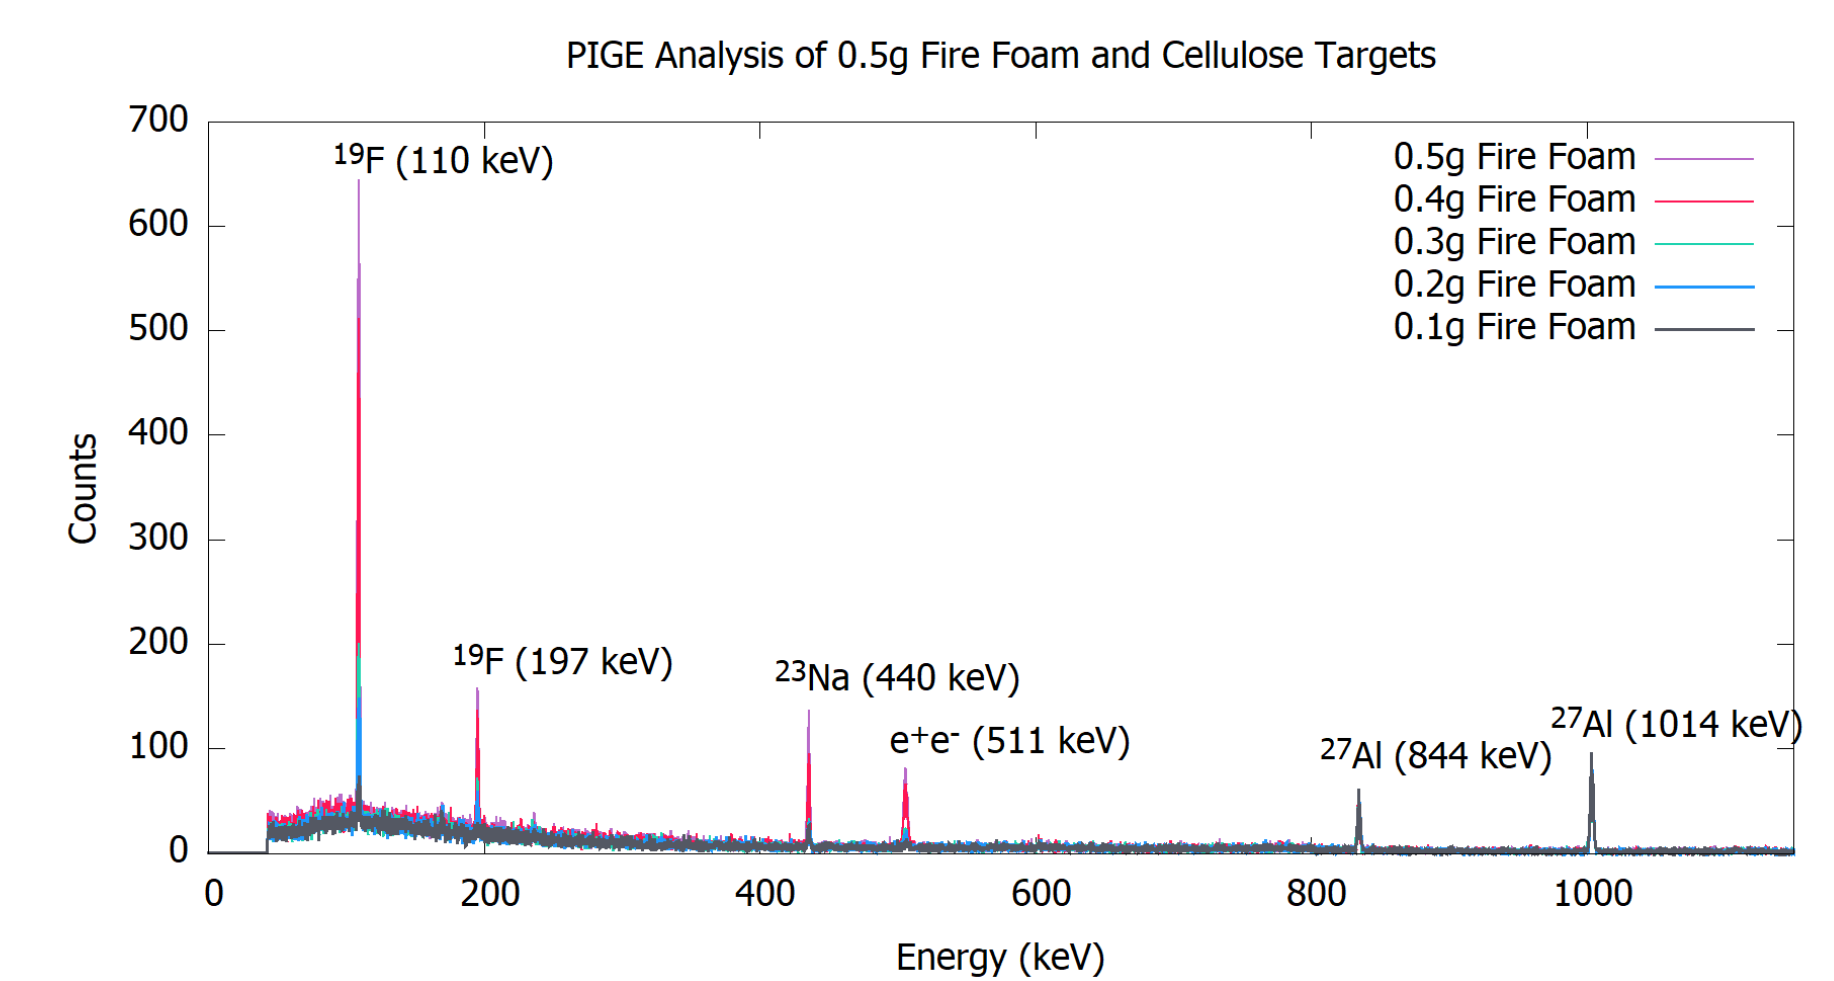 PIGE Analysis of 0.5g Fire Foam and Cellulose Targets
700
600
500
400
300
200
100
0
Counts
¹⁹F (110 keV)
¹⁹F (197 keV)
²³Na (440 keV)
e⁺e⁻ (511 keV)
²⁷Al (844 keV)
²⁷Al (1014 keV)
0.5g Fire Foam
0.4g Fire Foam
0.3g Fire Foam
0.2g Fire Foam
0.1g Fire Foam
0 200 400 600 800 1000
Energy (keV)